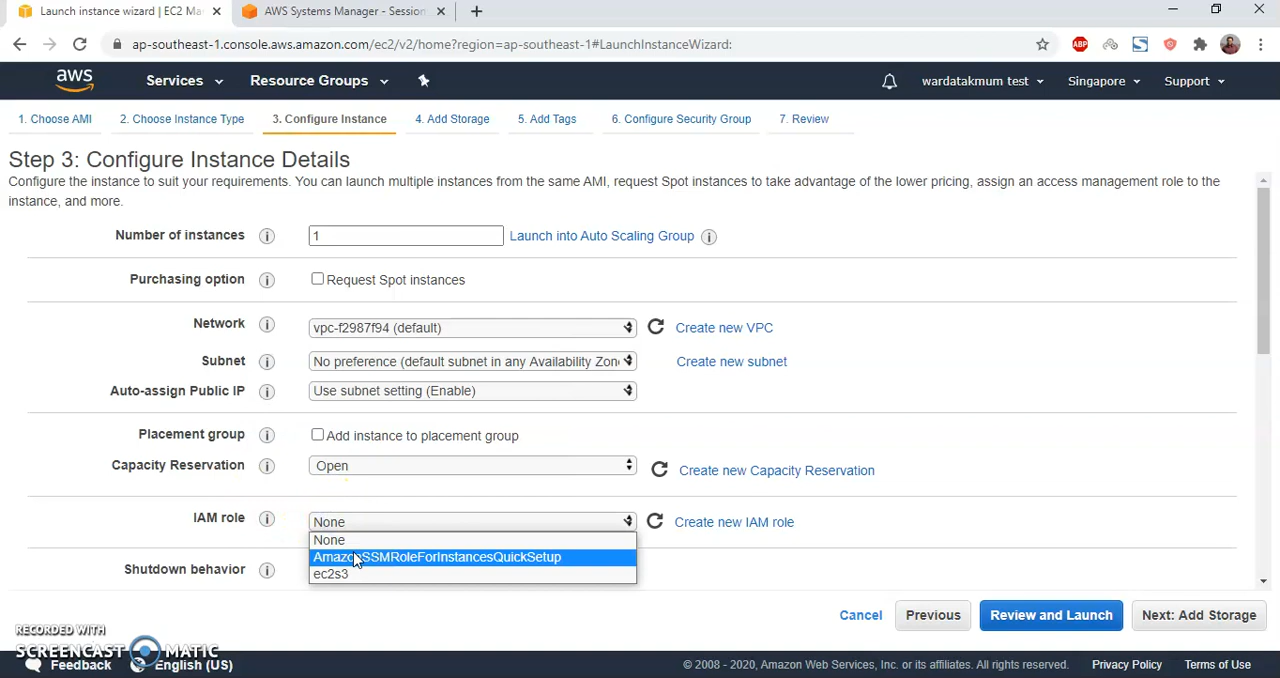 Launch instance wizard | EC2 Ma
AWS Systems Manager - Session
ap-southeast-1.console.aws.amazon.com/ec2/v2/home?region=ap-southeast-1#LaunchInstanceWizard:
ABP
aws Services Resource Groups wardatakmum test Singapore Support
1. Choose AMI 2. Choose Instance Type 3. Configure Instance 4. Add Storage 5. Add Tags 6. Configure Security Group 7. Review
Step 3: Configure Instance Details
Configure the instance to suit your requirements. You can launch multiple instances from the same AMI, request Spot instances to take advantage of the lower pricing, assign an access management role to the
instance, and more.
Number of instances i 1 Launch into Auto Scaling Group i
Purchasing option i Request Spot instances
Network i vpc-f2987f94 (default) Create new VPC
Subnet i No preference (default subnet in any Availability Zon Create new subnet
Auto-assign Public IP i Use subnet setting (Enable)
Placement group i Add instance to placement group
Capacity Reservation i Open Create new Capacity Reservation
IAM role i None Create new IAM role
None
AmazonSSMRoleForInstancesQuickSetup
ec2s3
Shutdown behavior i
Cancel Previous Review and Launch Next: Add Storage
RECORDED WITH
SCREENCAST MATIC
Feedback English (US) © 2008 - 2020, Amazon Web Services, Inc. or its affiliates. All rights reserved. Privacy Policy Terms of Use